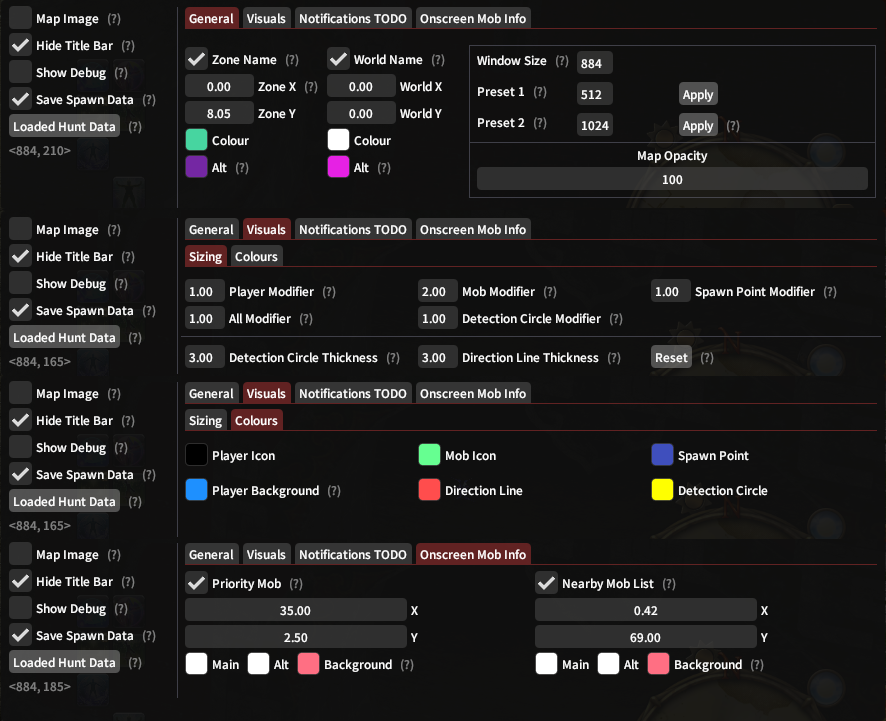 Map Image (?) General Visuals Notifications TODO Onscreen Mob Info
Hide Title Bar (?) Zone Name (?) World Name (?) Window Size (?) 884
Show Debug (?) 0.00 Zone X (?) 0.00 World X Preset 1 (?) 512 Apply
Save Spawn Data (?) 8.05 Zone Y 0.00 World Y Preset 2 (?) 1024 Apply (?)
Loaded Hunt Data (?) Colour Colour
<884, 210> Alt (?) Alt (?) Map Opacity
100
Map Image (?) General Visuals Notifications TODO Onscreen Mob Info
Hide Title Bar (?) Sizing Colours
Show Debug (?) 1.00 Player Modifier (?) 2.00 Mob Modifier (?) 1.00 Spawn Point Modifier (?)
Save Spawn Data (?) 1.00 All Modifier (?) 1.00 Detection Circle Modifier (?)
Loaded Hunt Data (?)
<884, 165> 3.00 Detection Circle Thickness (?) 3.00 Direction Line Thickness (?) Reset (?)
Map Image (?) General Visuals Notifications TODO Onscreen Mob Info
Hide Title Bar (?) Sizing Colours
Show Debug (?) Player Icon Mob Icon Spawn Point
Save Spawn Data (?) Player Background (?) Direction Line Detection Circle
Loaded Hunt Data (?)
<884, 165>
Map Image (?) General Visuals Notifications TODO Onscreen Mob Info
Hide Title Bar (?) Priority Mob (?) Nearby Mob List (?)
Show Debug (?) 35.00 X 0.42 X
Save Spawn Data (?) 2.50 Y 69.00 Y
Loaded Hunt Data (?) Main Alt Background (?) Main Alt Background (?)
<884, 185>